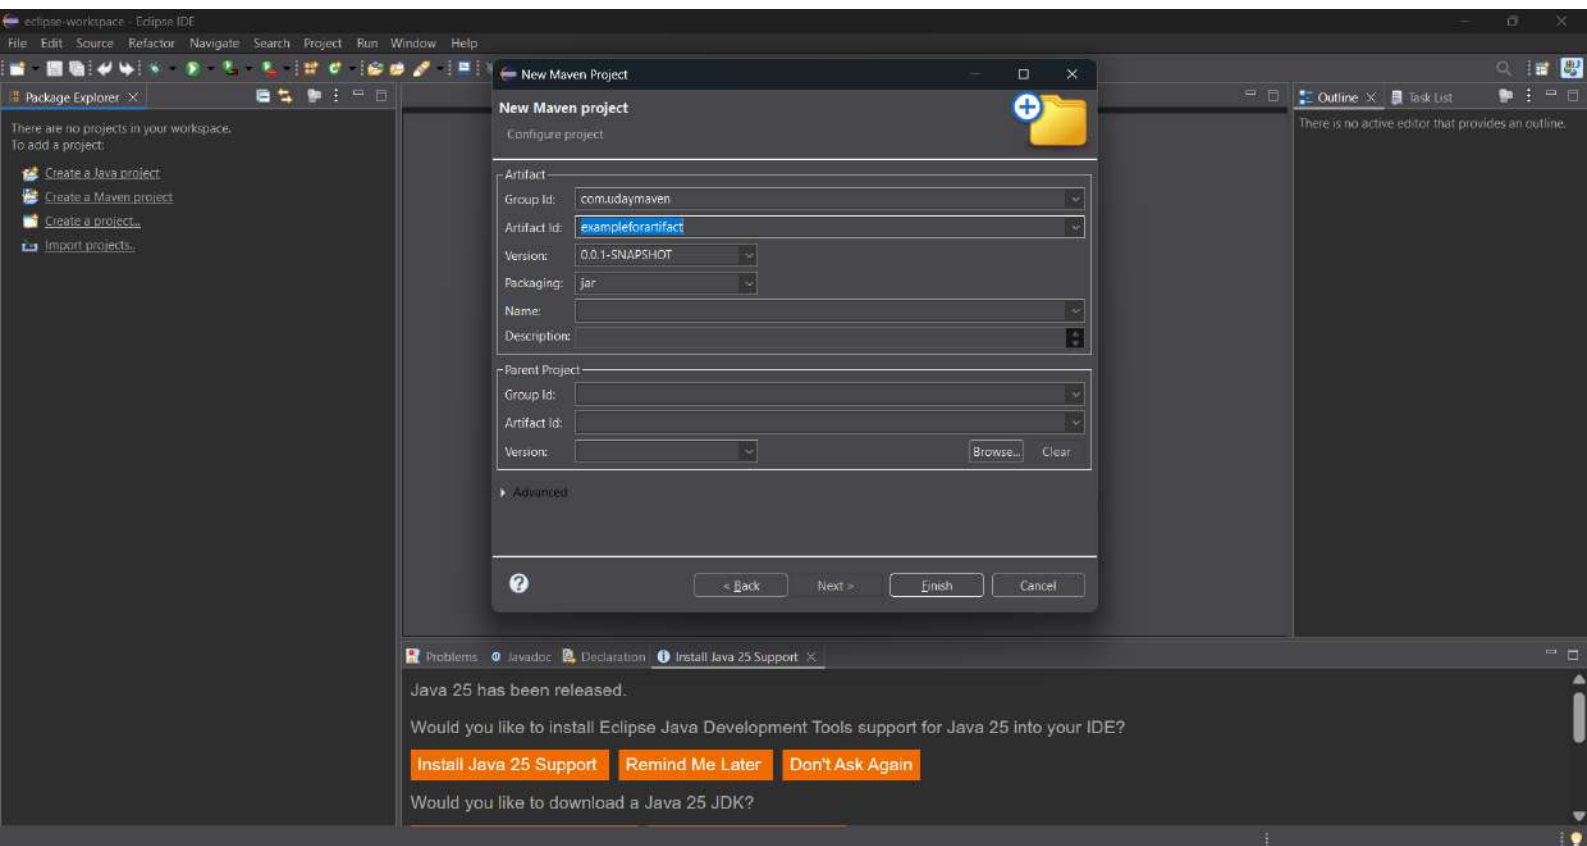 eclipse-workspace - Eclipse IDE
File Edit Source Refactor Navigate Search Project Run Window Help
Package Explorer
There are no projects in your workspace.
To add a project:
Create a Java project
Create a Maven project
Create a project...
Import projects...
New Maven Project
New Maven project
Configure project
Artifact
Group Id: com.udaymaven
Artifact Id: exampleforartifact
Version: 0.0.1-SNAPSHOT
Packaging: jar
Name:
Description:
Parent Project
Group Id:
Artifact Id:
Version:
Browse... Clear
Advanced
< Back Next > Finish Cancel
Outline Task List
There is no active editor that provides an outline.
Problems Javadoc Declaration Install Java 25 Support
Java 25 has been released.
Would you like to install Eclipse Java Development Tools support for Java 25 into your IDE?
Install Java 25 Support Remind Me Later Don't Ask Again
Would you like to download a Java 25 JDK?